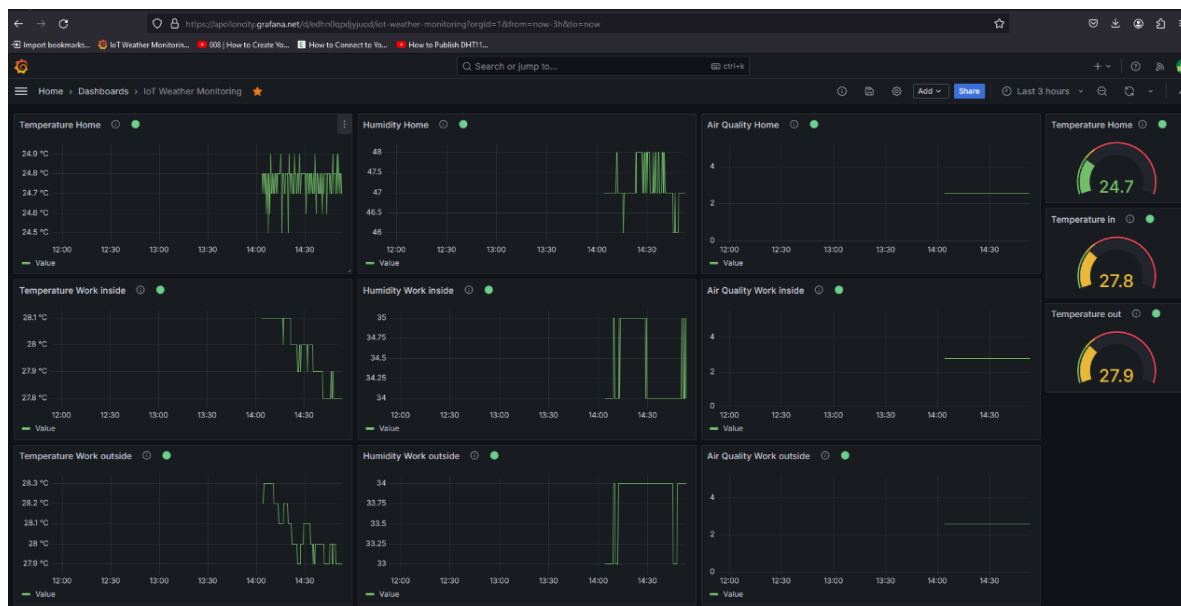 https://apolloncity.grafana.net/d/edhn0qpdjyjuod/iot-weather-monitoring?orgId=1&from=now-3h&to=now
Import bookmarks... IoT Weather Monitorin... 008 | How to Create Yo... How to Connect to Yo... How to Publish DHT11...
Search or jump to... ctrl+k
Home > Dashboards > IoT Weather Monitoring Add Share Last 3 hours
Temperature Home
24.9 °C
24.8 °C
24.7 °C
24.6 °C
24.5 °C
12:00 12:30 13:00 13:30 14:00 14:30
Value
Humidity Home
48
47.5
47
46.5
46
12:00 12:30 13:00 13:30 14:00 14:30
Value
Air Quality Home
4
2
0
12:00 12:30 13:00 13:30 14:00 14:30
Value
Temperature Home
24.7
Temperature in
27.8
Temperature out
27.9
Temperature Work inside
28.1 °C
28 °C
27.9 °C
27.8 °C
12:00 12:30 13:00 13:30 14:00 14:30
Value
Humidity Work inside
35
34.75
34.5
34.25
34
12:00 12:30 13:00 13:30 14:00 14:30
Value
Air Quality Work inside
4
2
0
12:00 12:30 13:00 13:30 14:00 14:30
Value
Temperature Work outside
28.3 °C
28.2 °C
28.1 °C
28 °C
27.9 °C
12:00 12:30 13:00 13:30 14:00 14:30
Value
Humidity Work outside
34
33.75
33.5
33.25
33
12:00 12:30 13:00 13:30 14:00 14:30
Value
Air Quality Work outside
4
2
0
12:00 12:30 13:00 13:30 14:00 14:30
Value